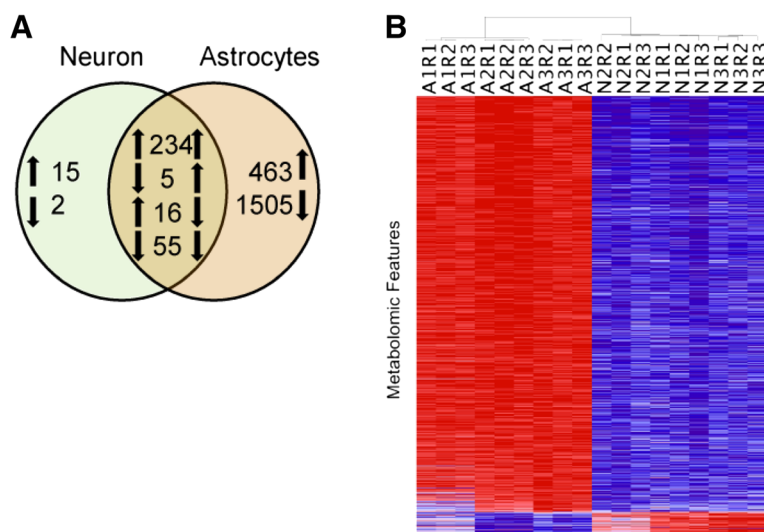 A
Neuron
Astrocytes
15
2
234
5
16
55
463
1505
B
A1R1
A1R2
A1R3
A2R1
A2R2
A2R3
A3R2
A3R1
A3R3
N2R2
N2R1
N2R3
N1R1
N1R2
N1R3
N3R1
N3R2
N3R3
Metabolomic Features